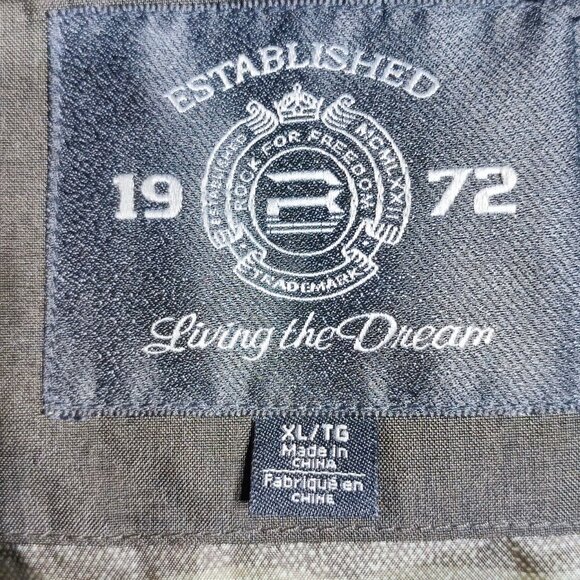 ESTABLISHED
19 72
ESTABLISHED
ROCK FOR FREEDOM
MCMLXXII
R
TRADEMARK
Living the Dream
XL/TG
Made in
CHINA
Fabriqué en
CHINE